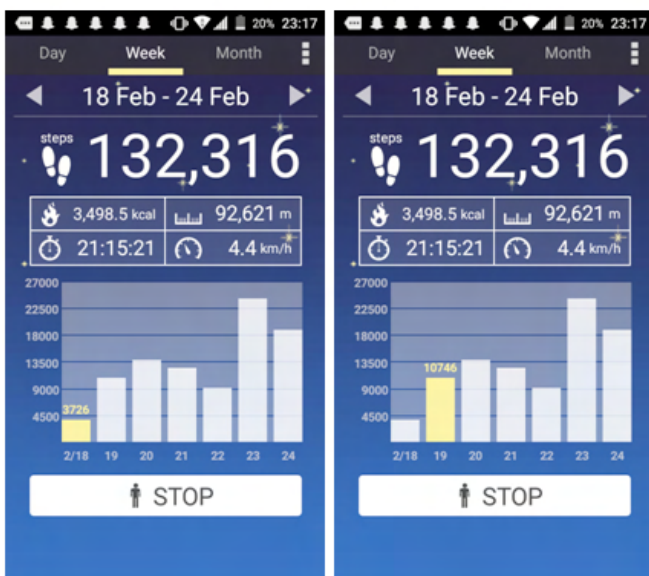 20% 23:17
Day Week Month
18 Feb - 24 Feb
steps
132,316
3,498.5 kcal 92,621 m
21:15:21 4.4 km/h
27000
22500
18000
13500
9000
4500
3726
2/18 19 20 21 22 23 24
STOP
20% 23:17
Day Week Month
18 Feb - 24 Feb
steps
132,316
3,498.5 kcal 92,621 m
21:15:21 4.4 km/h
27000
22500
18000
13500
10746
9000
4500
2/18 19 20 21 22 23 24
STOP